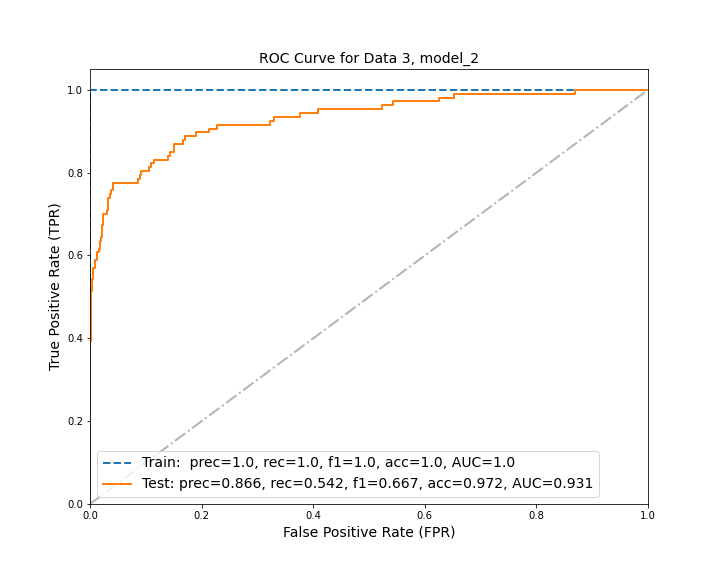 ROC Curve for Data 3, model_2
True Positive Rate (TPR)
1.0
0.8
0.6
0.4
0.2
0.0
Train:  prec=1.0, rec=1.0, f1=1.0, acc=1.0, AUC=1.0
Test: prec=0.866, rec=0.542, f1=0.667, acc=0.972, AUC=0.931
0.0 0.2 0.4 0.6 0.8 1.0
False Positive Rate (FPR)